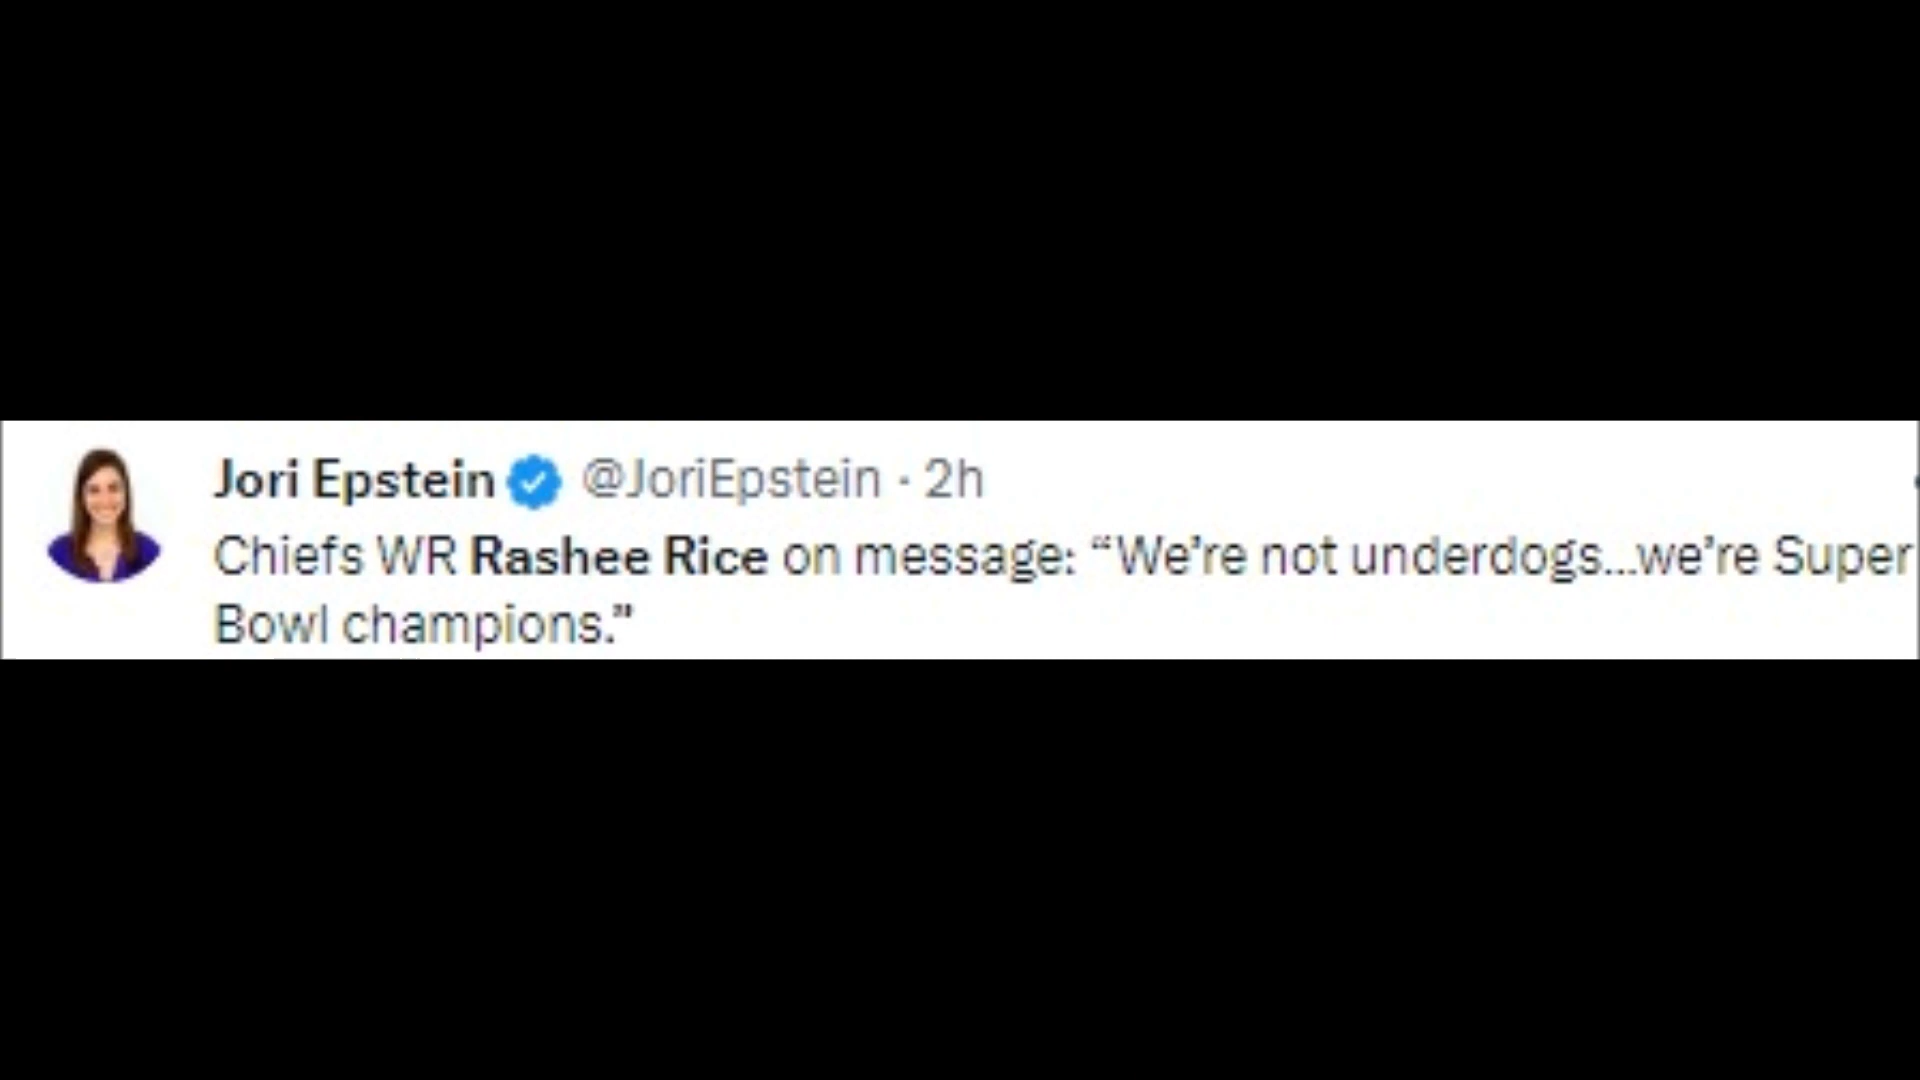 Jori Epstein @JoriEpstein · 2h
Chiefs WR Rashee Rice on message: “We’re not underdogs...we’re Super
Bowl champions.”